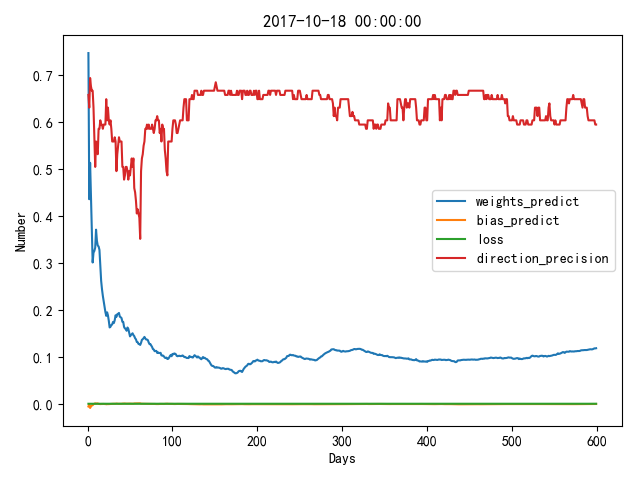 2017-10-18 00:00:00
Number
0.7
0.6
0.5
0.4
0.3
0.2
0.1
0.0
weights_predict
bias_predict
loss
direction_precision
0 100 200 300 400 500 600
Days